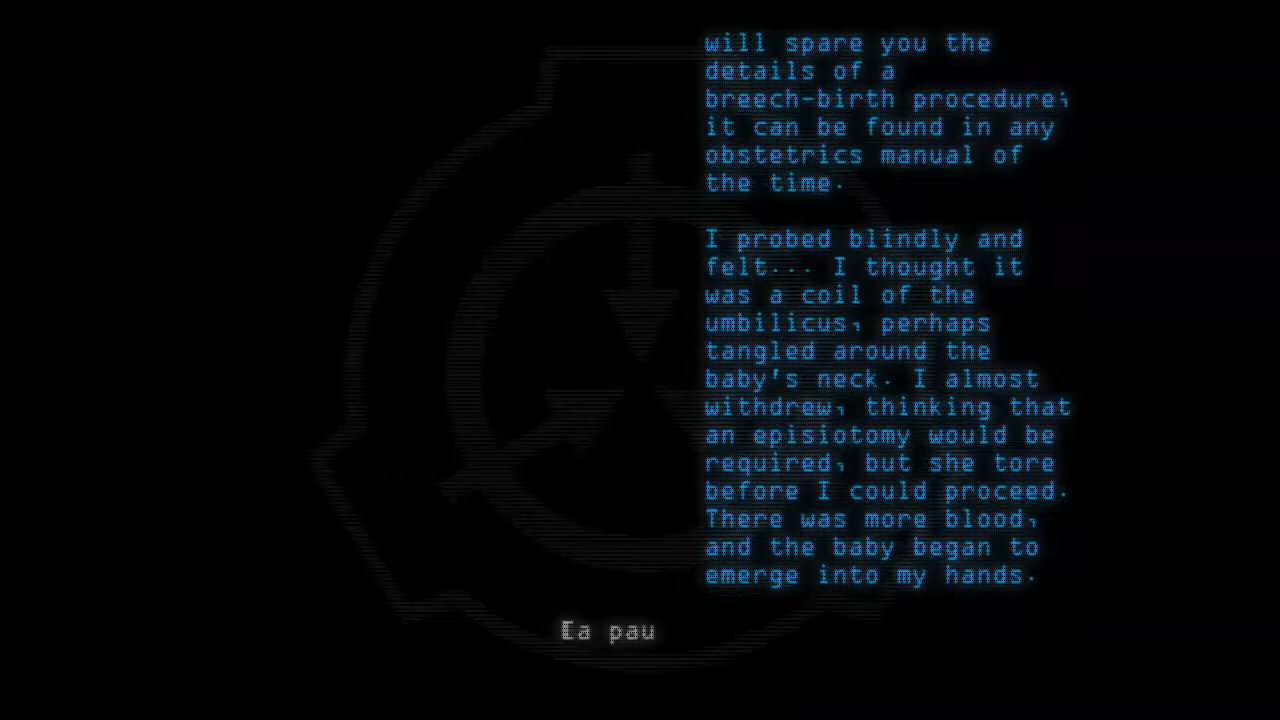 will spare you the
details of a
breech-birth procedure;
it can be found in any
obstetrics manual of
the time.
I probed blindly and
felt... I thought it
was a coil of the
umbilicus, perhaps
tangled around the
baby's neck. I almost
withdrew, thinking that
an episiotomy would be
required, but she tore
before I could proceed.
There was more blood,
and the baby began to
emerge into my hands.
Ea pau